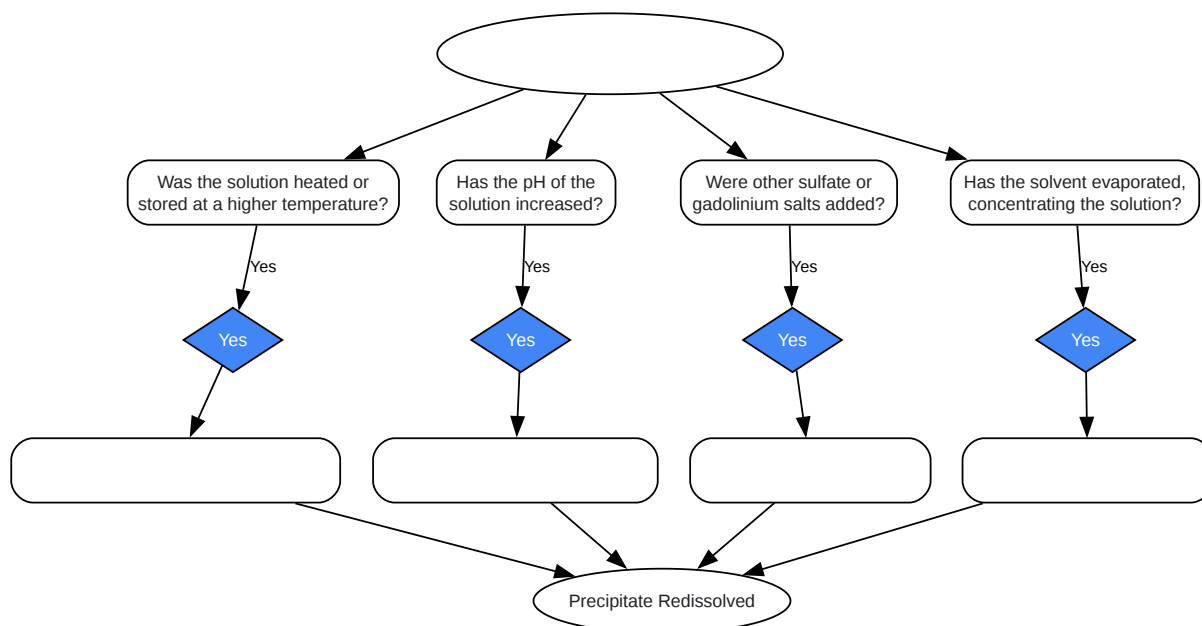 Was the solution heated or
stored at a higher temperature?
Has the pH of the
solution increased?
Were other sulfate or
gadolinium salts added?
Has the solvent evaporated,
concentrating the solution?
Yes
Yes
Yes
Yes
Yes
Yes
Yes
Yes
Precipitate Redissolved